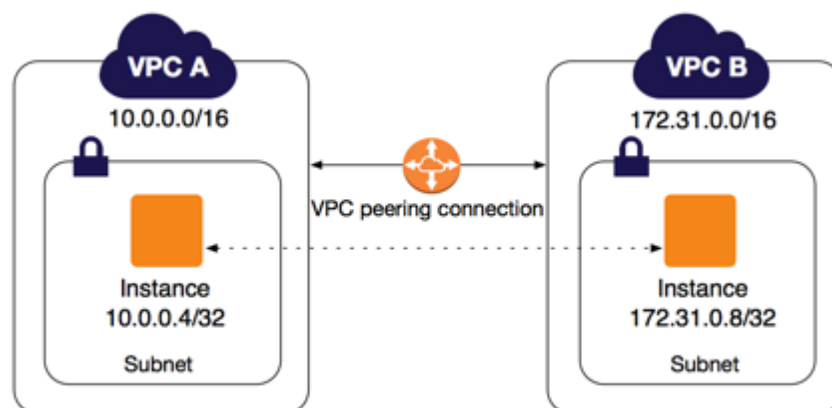 VPC A
VPC B
10.0.0.0/16
172.31.0.0/16
VPC peering connection
Instance
10.0.0.4/32
Instance
172.31.0.8/32
Subnet
Subnet